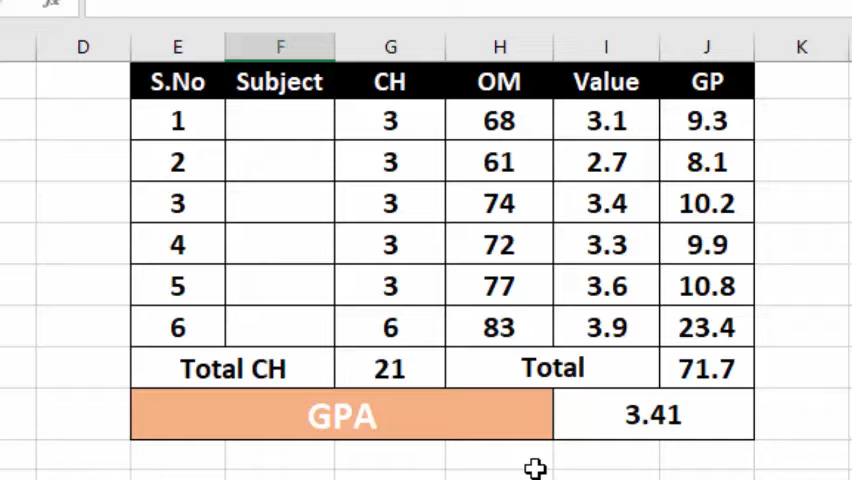 D E F G H I J K
S.No Subject CH OM Value GP
1 3 68 3.1 9.3
2 3 61 2.7 8.1
3 3 74 3.4 10.2
4 3 72 3.3 9.9
5 3 77 3.6 10.8
6 6 83 3.9 23.4
Total CH 21 Total 71.7
GPA 3.41